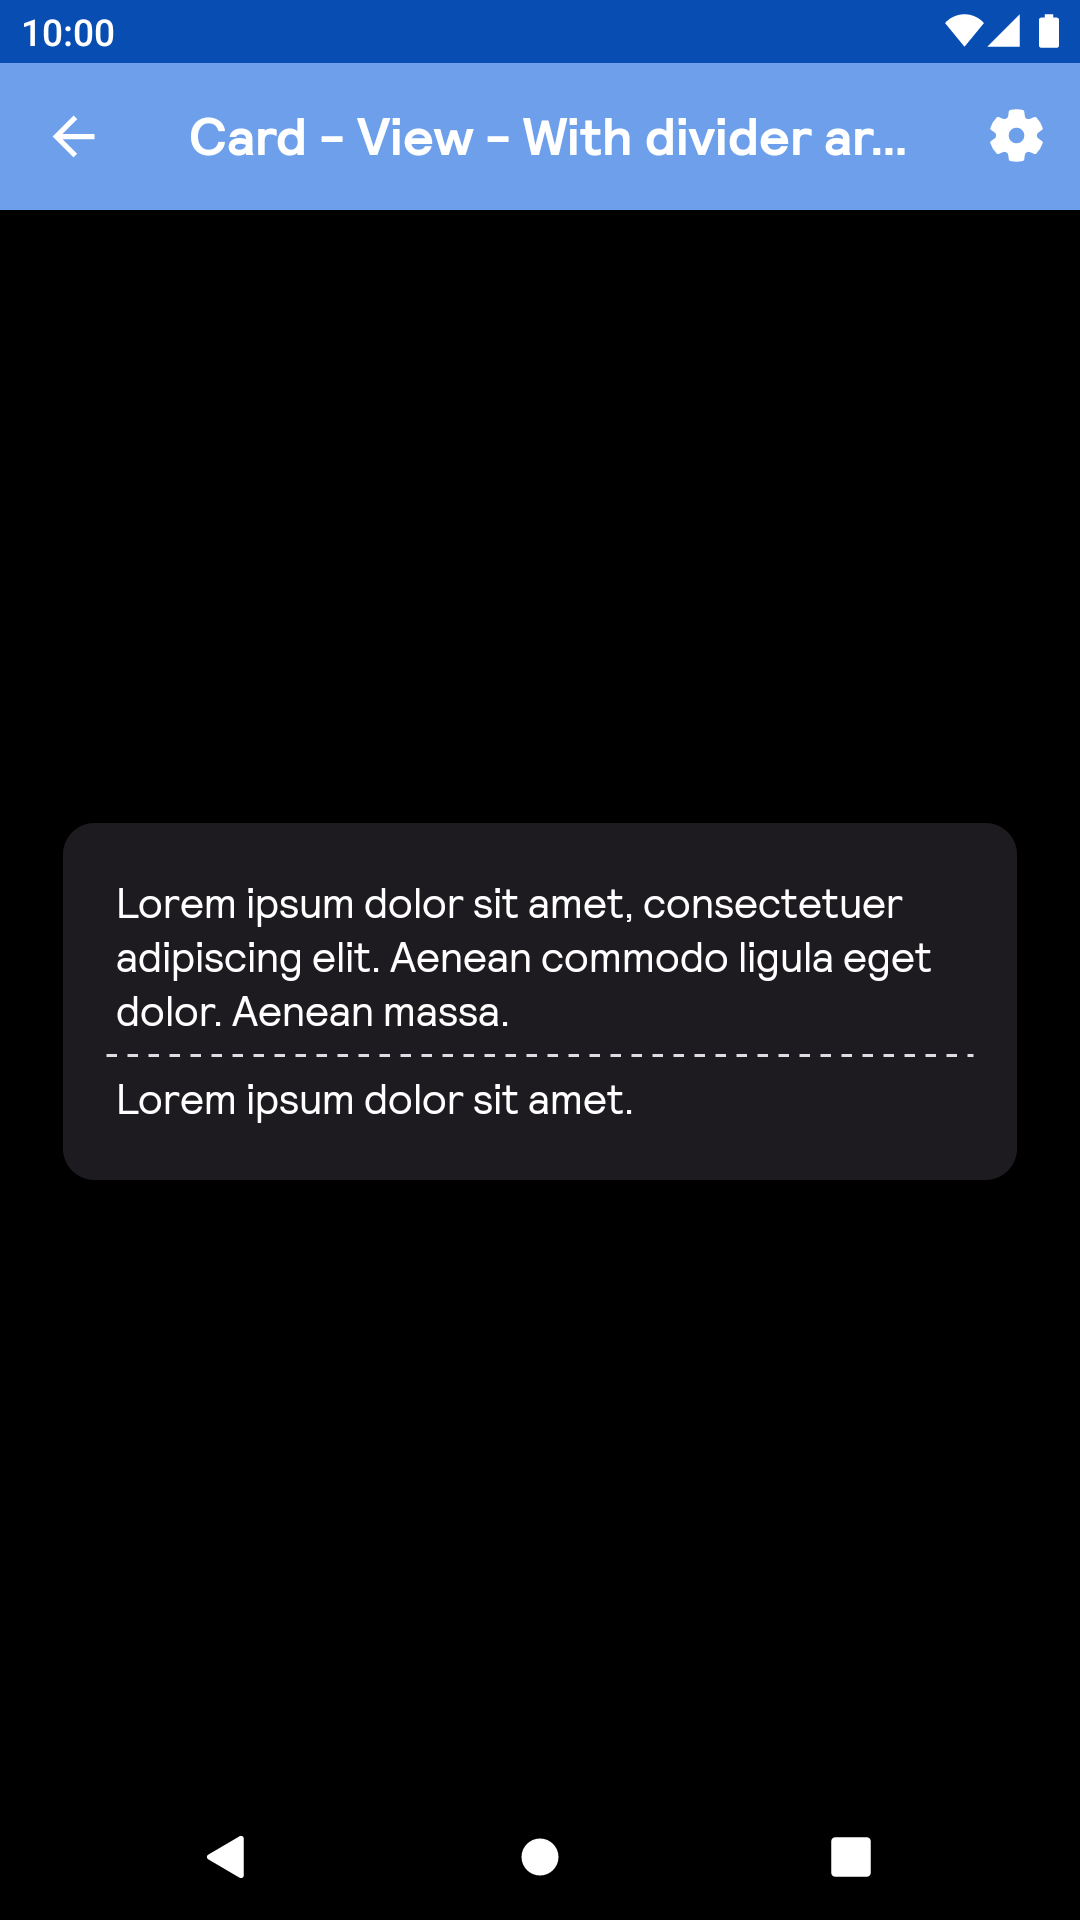 10:00
Card - View - With divider ar...
Lorem ipsum dolor sit amet, consectetuer
adipiscing elit. Aenean commodo ligula eget
dolor. Aenean massa.
Lorem ipsum dolor sit amet.